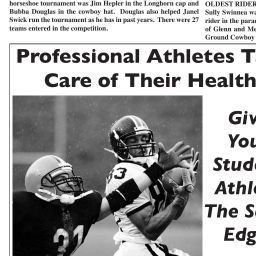 horseshoe tournament was Jim Hepler in the Longhorn cap and
Bubba Douglas in the cowboy hat. Douglas also helped Janel
Swick run the tournament as he has in past years. There were 27
teams entered in the competition.
OLDEST RIDER
Sully Swinnea wa
rider in the para
of Glenn and Me
Ground Cowboy
Professional Athletes T
Care of Their Health
Giv
You
Stude
Athle
The S
Edg
83